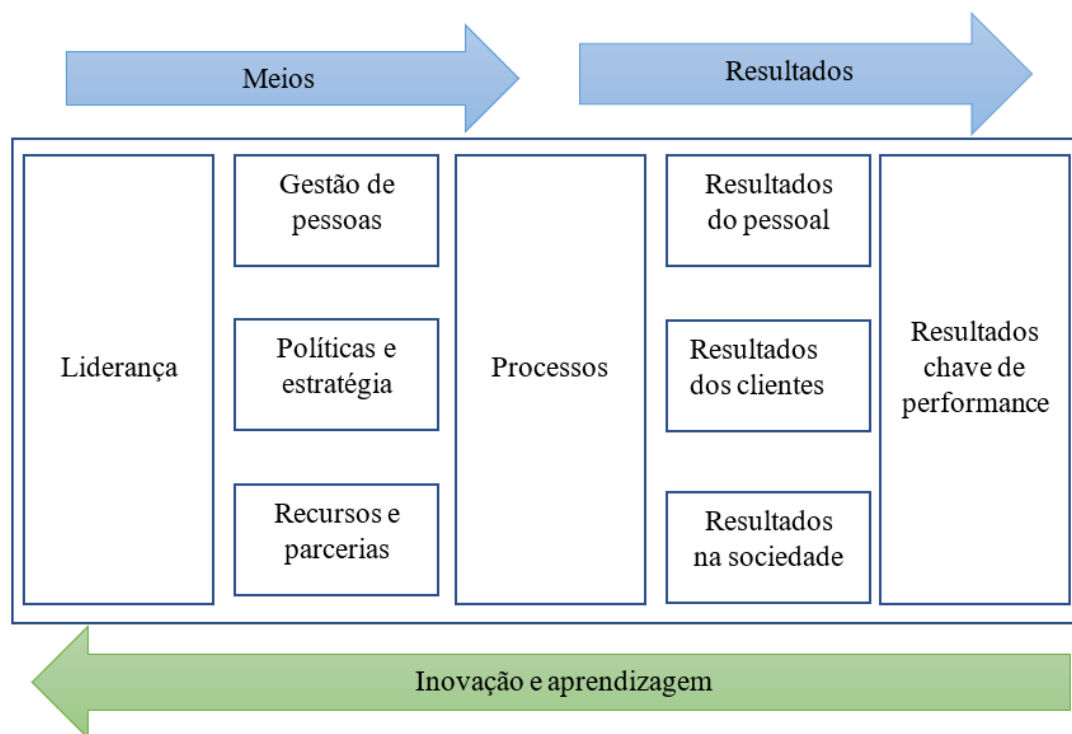 Meios
Resultados
Liderança
Gestão de
pessoas
Políticas e
estratégia
Recursos e
parcerias
Processos
Resultados
do pessoal
Resultados
dos clientes
Resultados
na sociedade
Resultados
chave de
performance
Inovação e aprendizagem